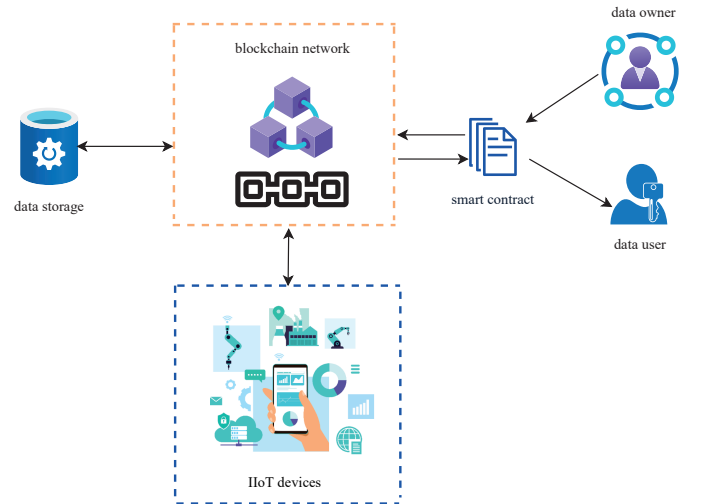 data owner
blockchain network
data storage
smart contract
data user
IIoT devices